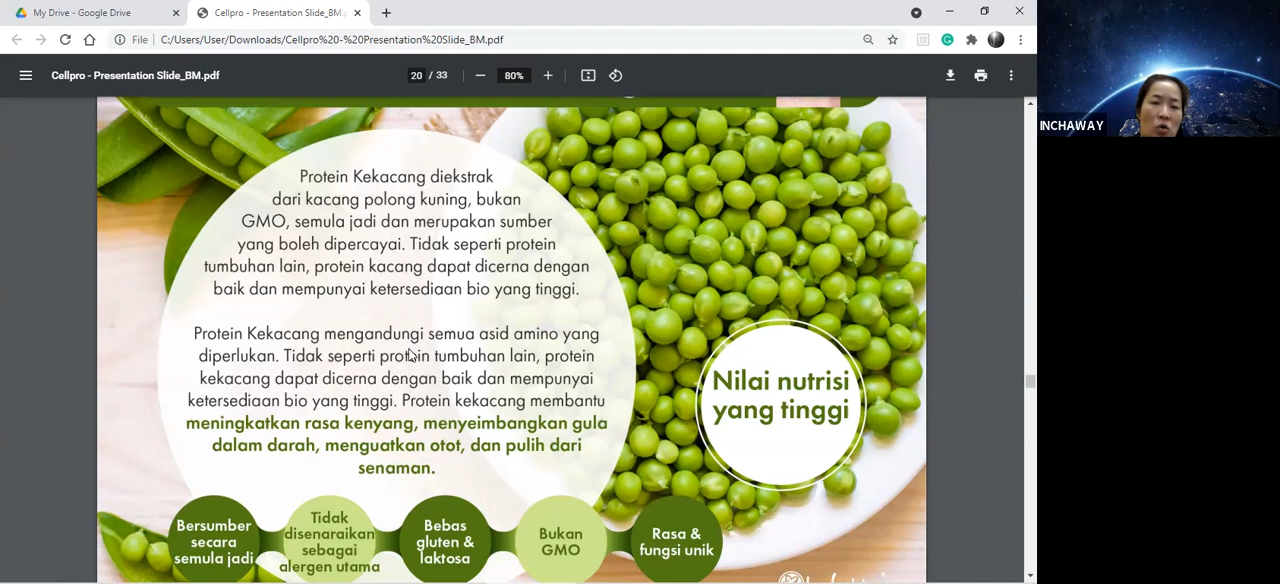 My Drive - Google Drive
Cellpro - Presentation Slide_BM.p
File
C:/Users/User/Downloads/Cellpro%20-%20Presentation%20Slide_BM.pdf
Cellpro - Presentation Slide_BM.pdf
20 / 33
80%
INCHAWAY
Protein Kekacang diekstrak
dari kacang polong kuning, bukan
GMO, semula jadi dan merupakan sumber
yang boleh dipercayai. Tidak seperti protein
tumbuhan lain, protein kacang dapat dicerna dengan
baik dan mempunyai ketersediaan bio yang tinggi.
Protein Kekacang mengandungi semua asid amino yang
diperlukan. Tidak seperti protein tumbuhan lain, protein
kekacang dapat dicerna dengan baik dan mempunyai
ketersediaan bio yang tinggi. Protein kekacang membantu
meningkatkan rasa kenyang, menyeimbangkan gula
dalam darah, menguatkan otot, dan pulih dari
senaman.
Nilai nutrisi
yang tinggi
Bersumber
secara
semula jadi
Tidak
disenaraikan
sebagai
alergen utama
Bebas
gluten &
laktosa
Bukan
GMO
Rasa &
fungsi unik